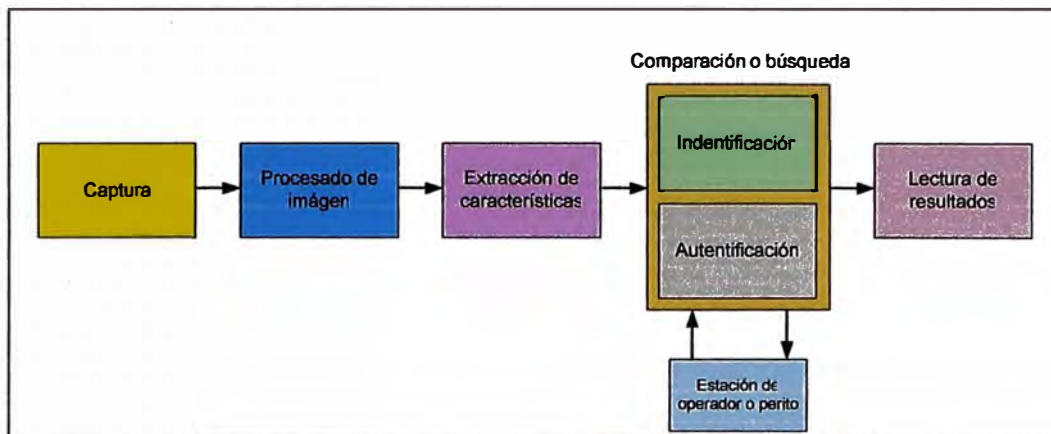 Comparación o búsqueda
Captura
Procesado de
imágen
Extracción de
características
Indentificación
Autentificación
Lectura de
resultados
Estación de
operador o perito